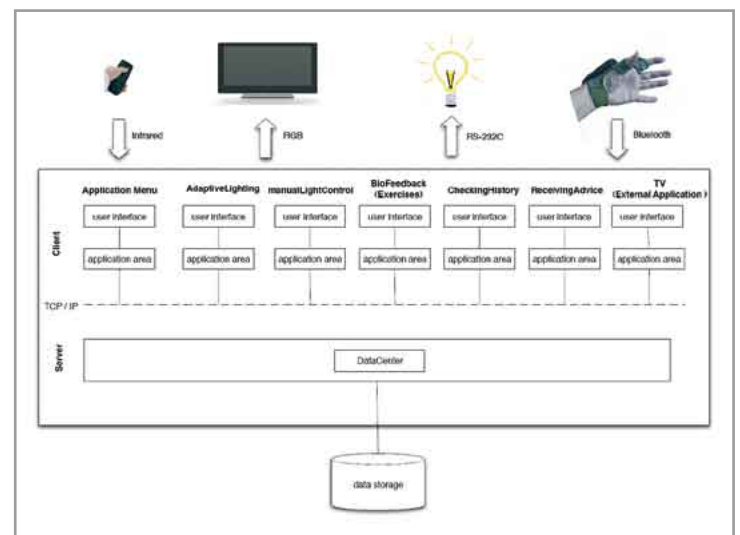 Infrared
RGB
RS-292C
Bluetooth
Application Menu
AdaptiveLighting
manualLightControl
BioFeedback
(Exercises)
CheckingHistory
ReceivingAdvice
TV
(External Application)
user interface
user interface
user interface
user interface
user interface
user interface
user interface
Client
application area
application area
application area
application area
application area
application area
application area
TCP / IP
Server
DataCenter
data storage